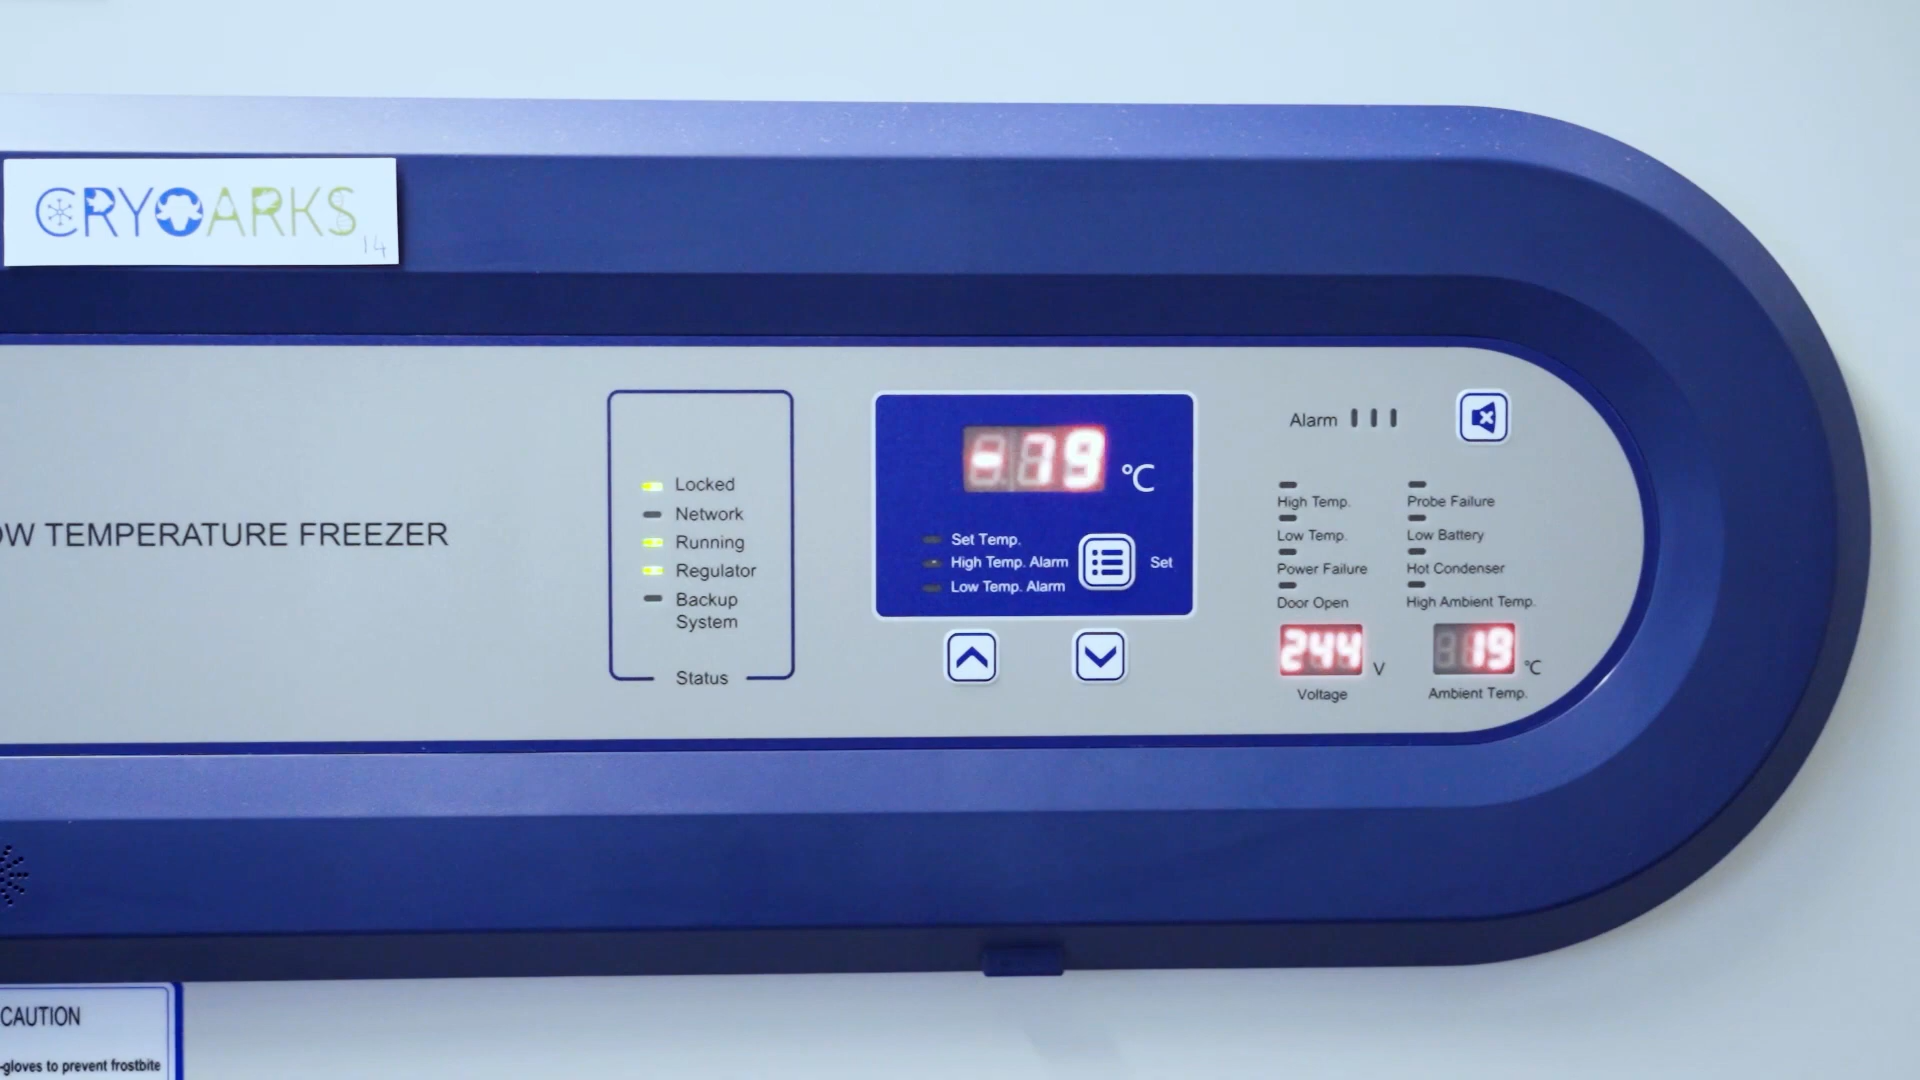 CRYOARKS
14
OW TEMPERATURE FREEZER
Locked
Network
Running
Regulator
Backup
System
Status
-79 °C
Set Temp.
High Temp. Alarm
Low Temp. Alarm
Set
Alarm
High Temp.
Low Temp.
Power Failure
Door Open
Probe Failure
Low Battery
Hot Condenser
High Ambient Temp.
244 V
Voltage
19 °C
Ambient Temp.
CAUTION
-gloves to prevent frostbite